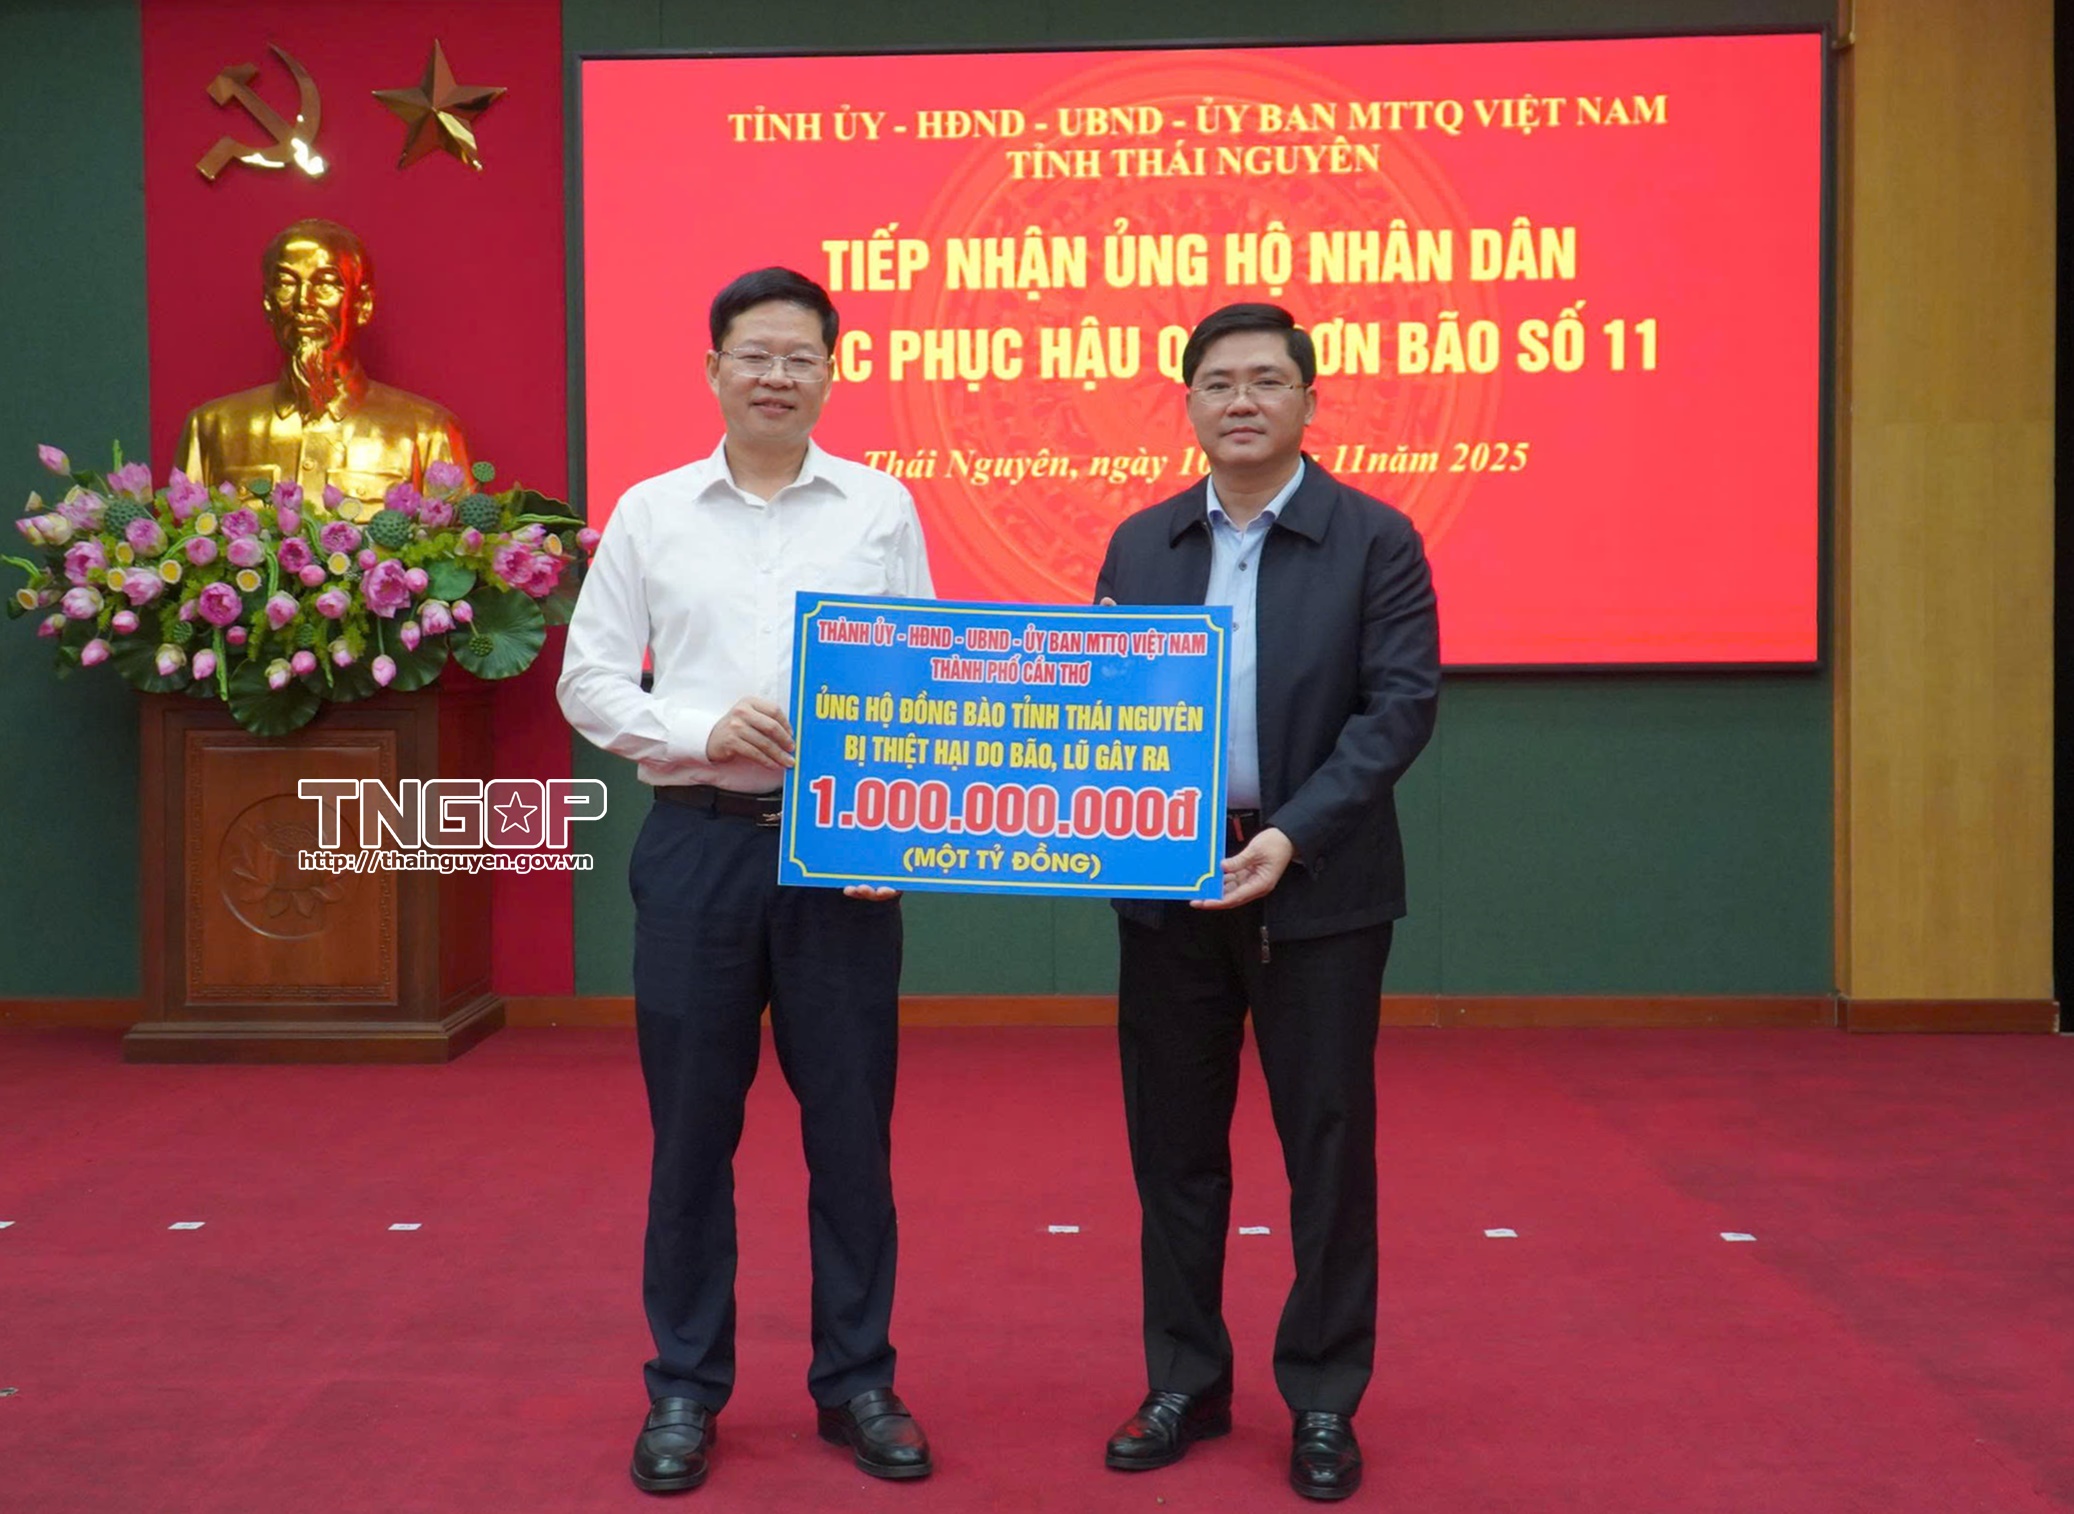 TỈNH ỦY - HĐND - UBND - ỦY BAN MTTQ VIỆT NAM
TỈNH THÁI NGUYÊN
TIẾP NHẬN ỦNG HỘ NHÂN DÂN
PHỤC HẬU BÃO SỐ 11
Thái Nguyên, ngày 11năm 2025
THÀNH ỦY - HĐND - UBND - ỦY BAN MTTQ VIỆT NAM
THÀNH PHỐ CẦN THƠ
ỦNG HỘ ĐỒNG BÀO TỈNH THÁI NGUYÊN
BỊ THIỆT HẠI DO BÃO, LŨ GÂY RA
1.000.000.000đ
(MỘT TỶ ĐỒNG)
TNGOP
http://thainguyen.gov.vn